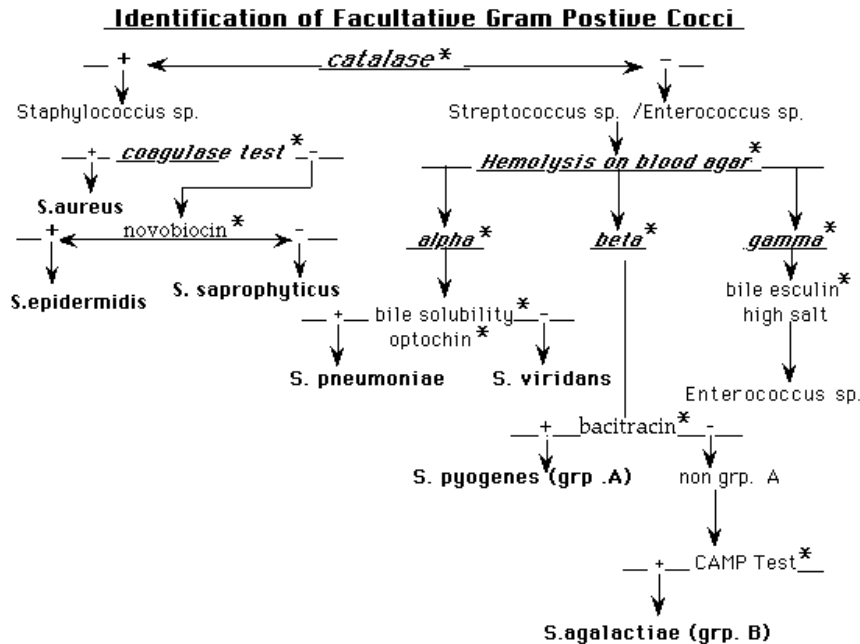 Identification of Facultative Gram Postive Cocci
+ catalase* -
Staphylococcus sp.
Streptococcus sp. /Enterococcus sp.
+ coagulase test* -
Hemolysis on blood agar*
S.aureus
+ novobiocin* -
alpha* beta* gamma*
S.epidermidis
S. saprophyticus
bile esculin*
high salt
+ bile solubility* -
optochin*
S. pneumoniae
S. viridans
Enterococcus sp.
+ bacitracin* -
S. pyogenes (grp .A)
non grp. A
+ CAMP Test*
S.agalactiae (grp. B)